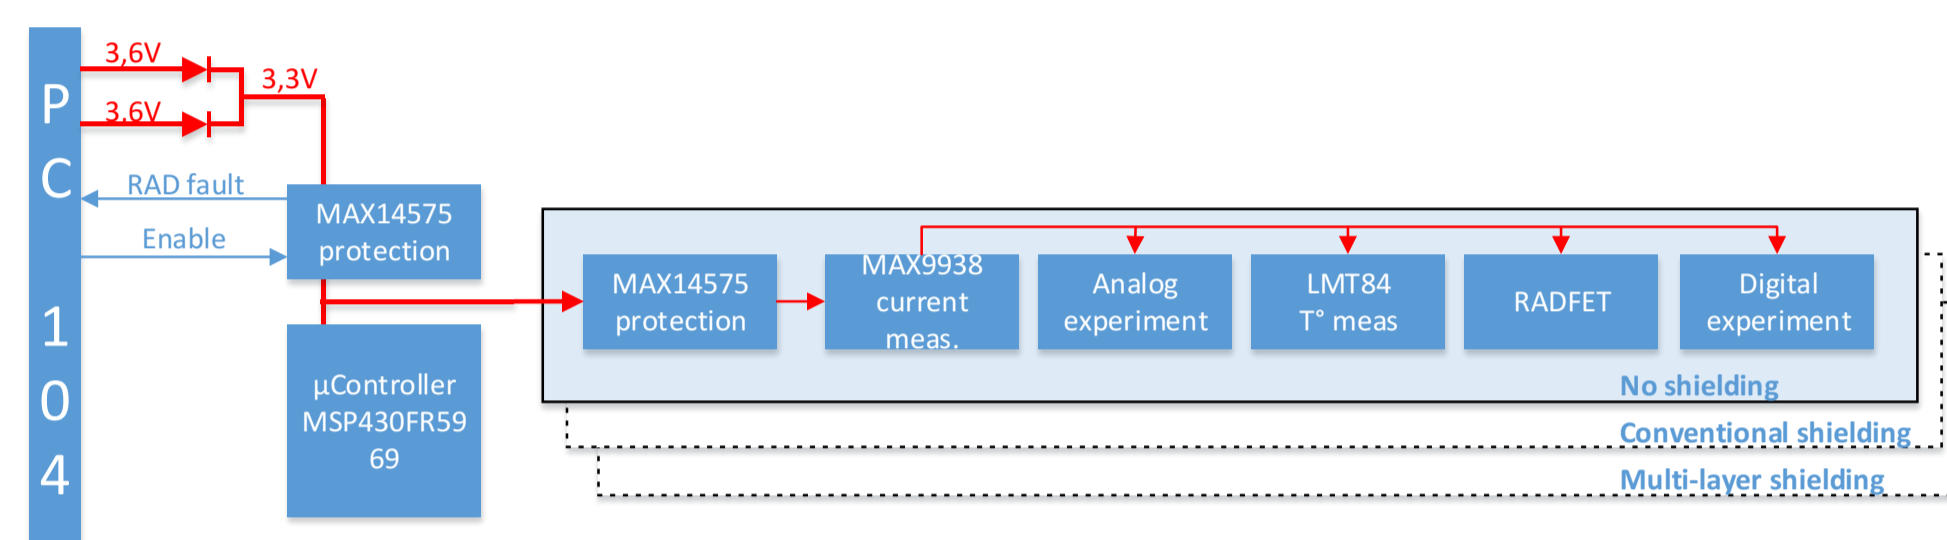 P
C
1
0
4
3,6V
3,6V
3,3V
RAD fault
Enable
MAX14575
protection
µController
MSP430FR59
69
MAX14575
protection
MAX9938
current
meas.
Analog
experiment
LMT84
T° meas
RADFET
Digital
experiment
No shielding
Conventional shielding
Multi-layer shielding